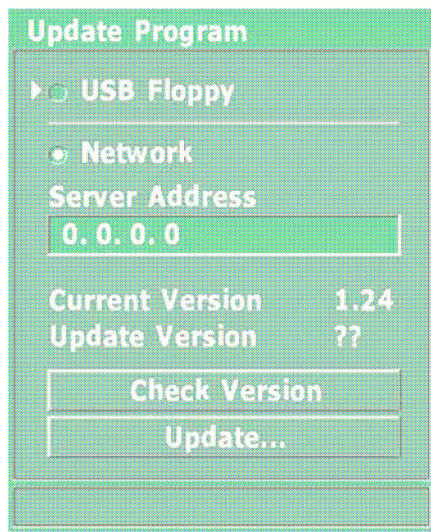 Update Program
USB Floppy
Network
Server Address
0. 0. 0. 0
Current Version 1.24
Update Version ??
Check Version
Update...